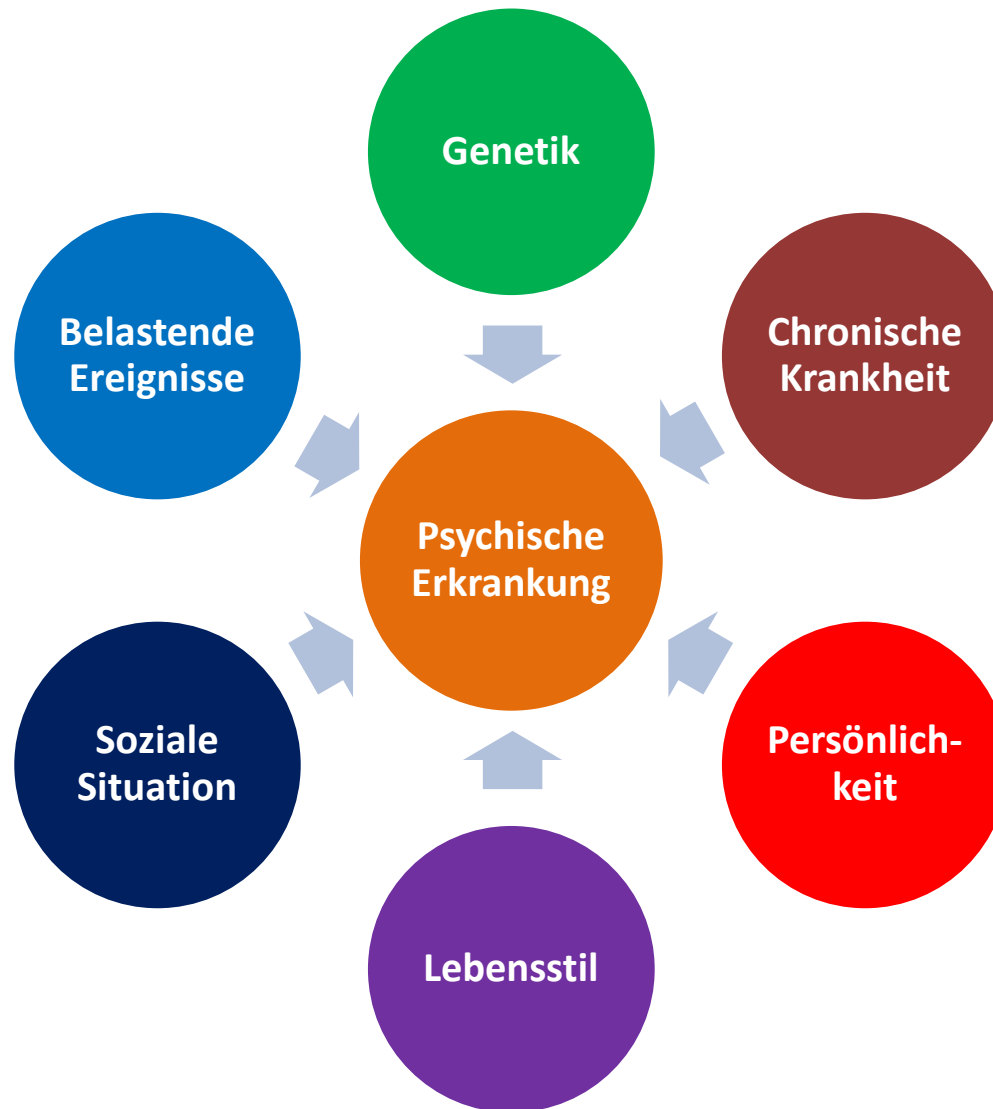 Genetik
Belastende
Ereignisse
Chronische
Krankheit
Psychische
Erkrankung
Soziale
Situation
Persönlich-
keit
Lebensstil